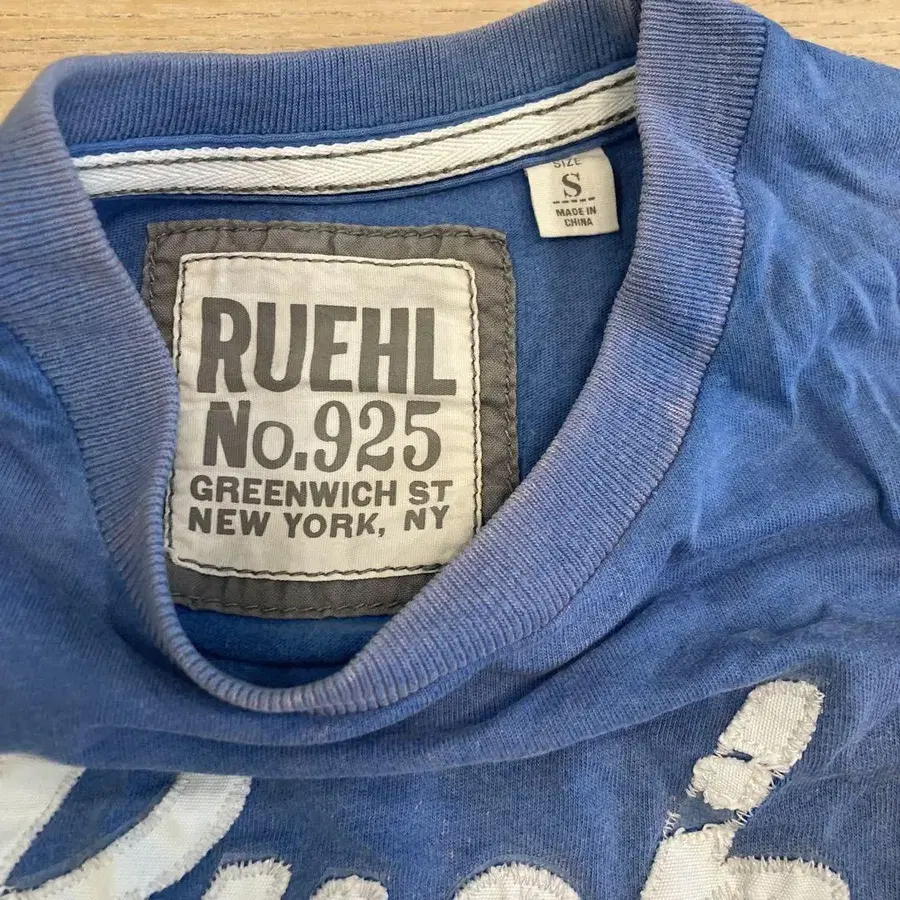 SIZE
S
MADE IN
CHINA
RUEHL
No.925
GREENWICH ST
NEW YORK, NY